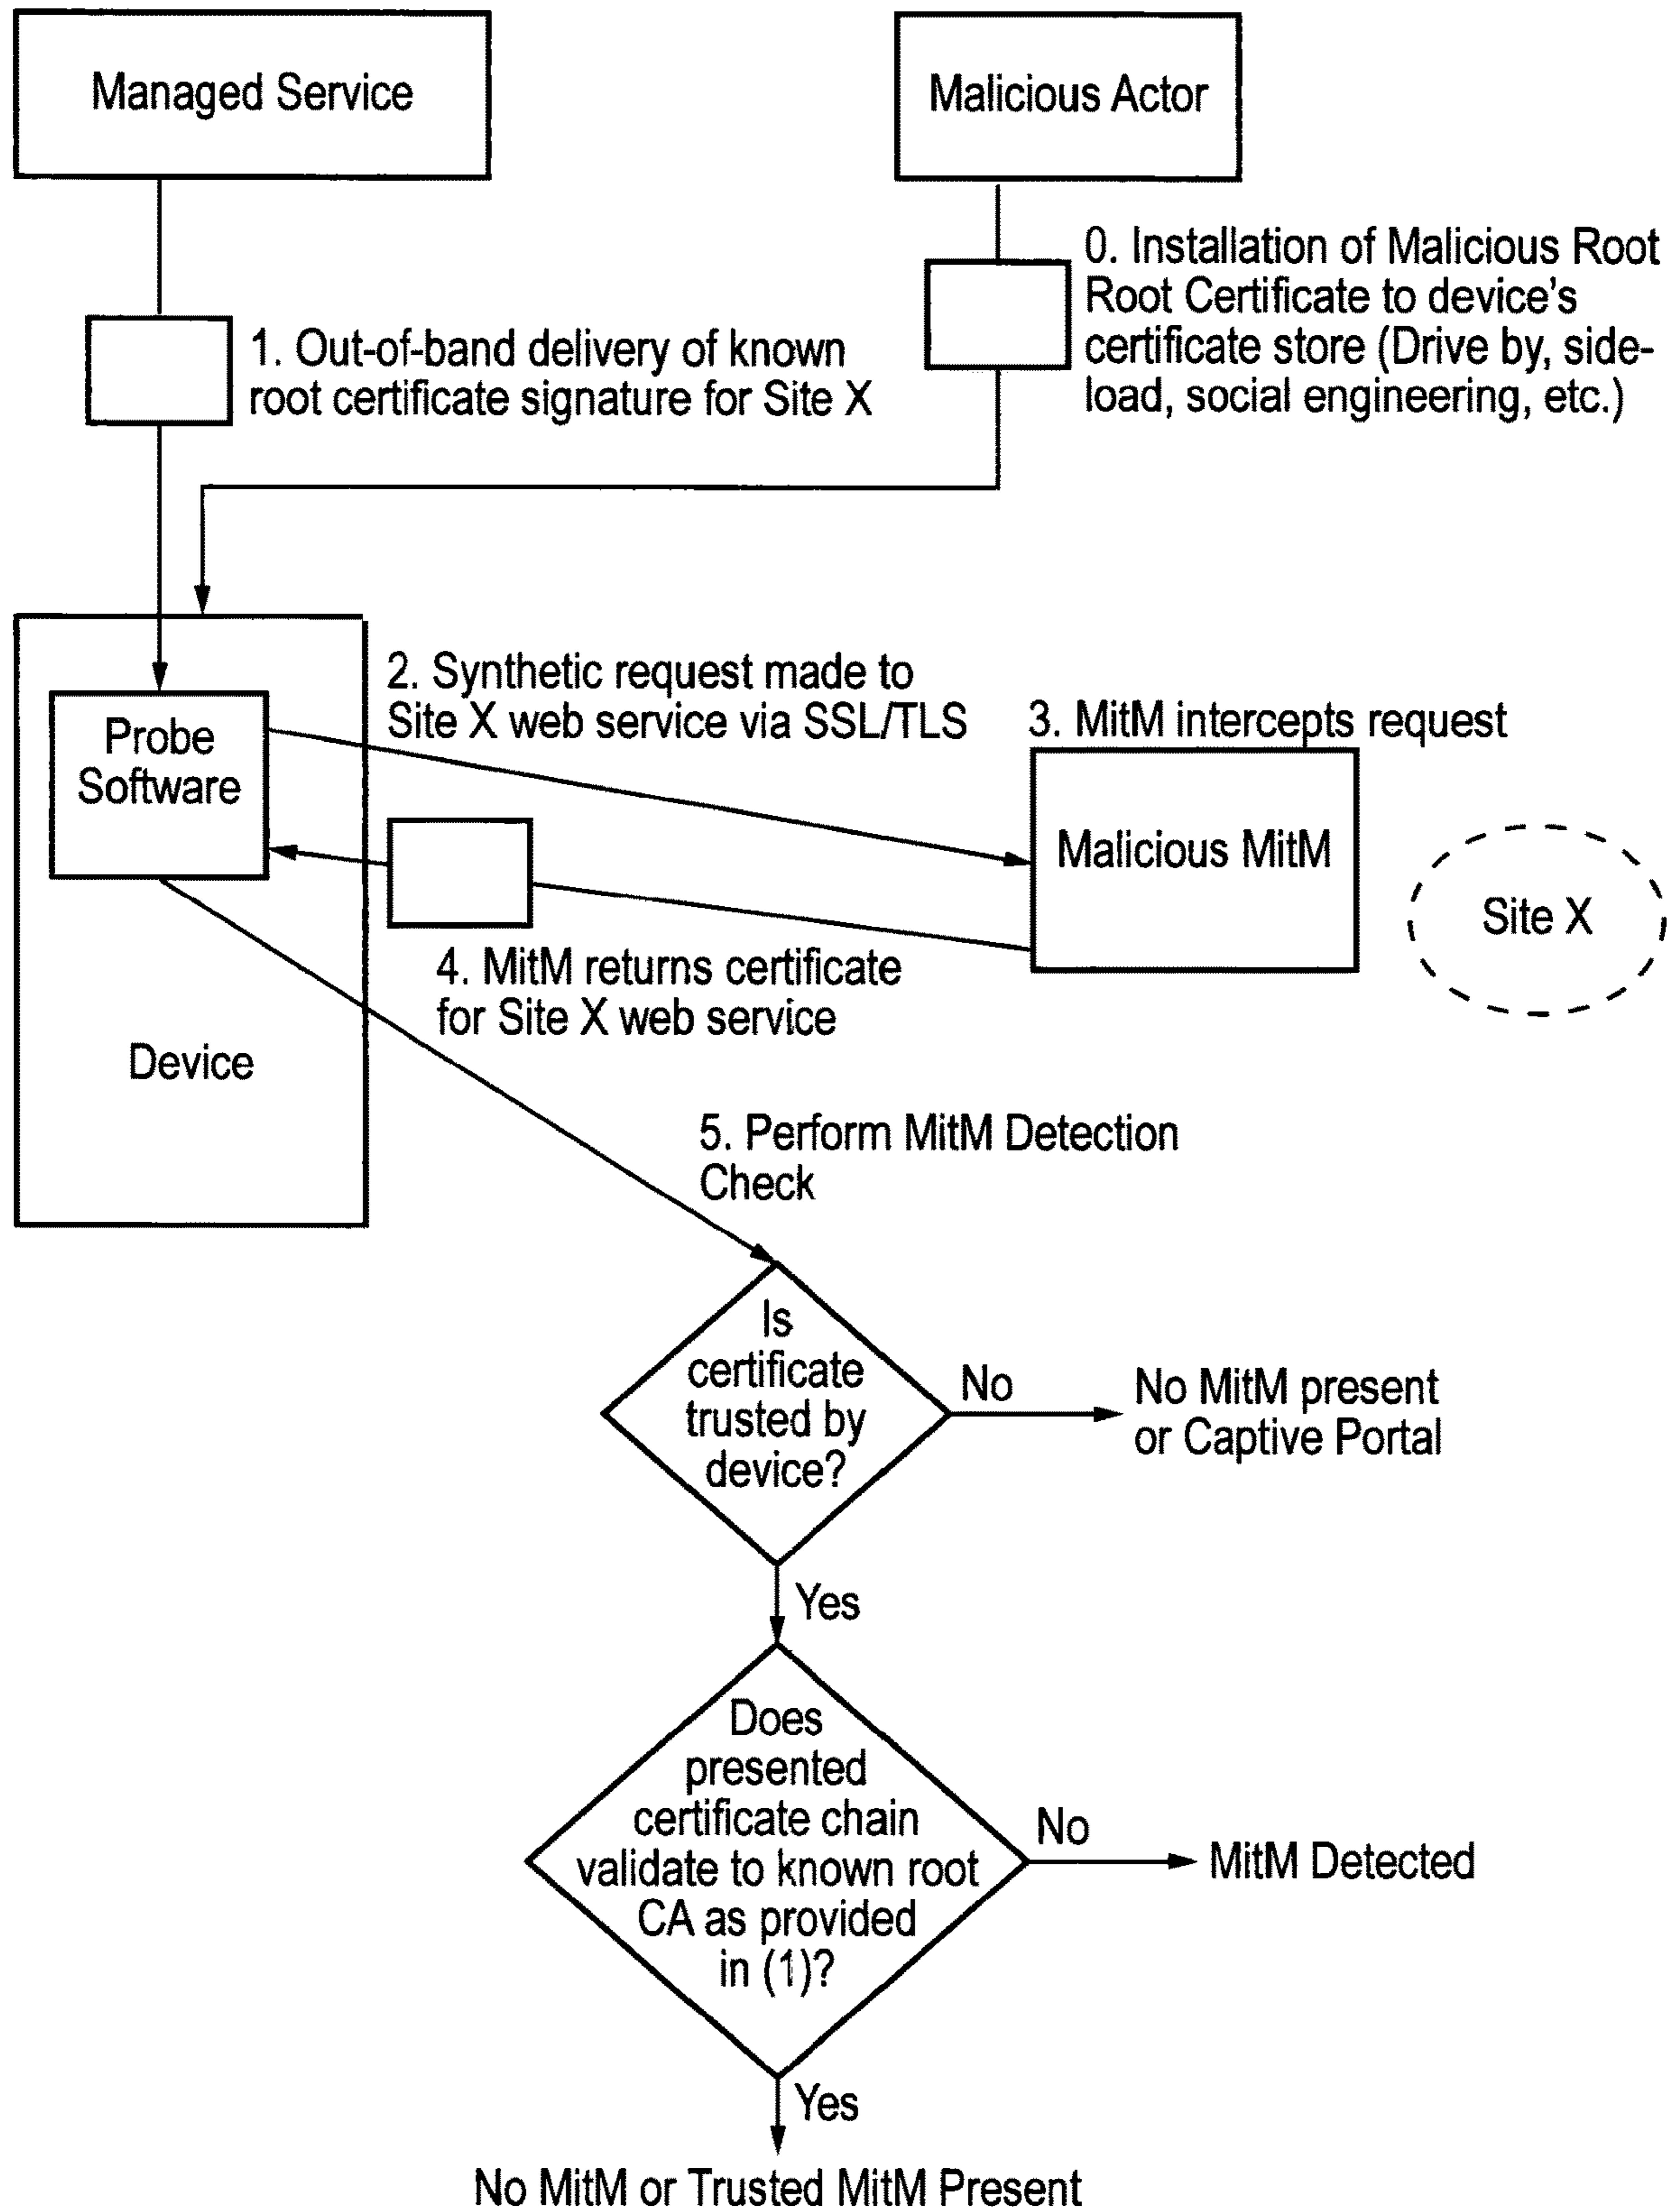 Managed Service
Malicious Actor
0. Installation of Malicious Root
Root Certificate to device's
certificate store (Drive by, side-
load, social engineering, etc.)
1. Out-of-band delivery of known
root certificate signature for Site X
2. Synthetic request made to
Site X web service via SSL/TLS
3. MitM intercepts request
Probe
Software
Malicious MitM
Site X
4. MitM returns certificate
for Site X web service
Device
5. Perform MitM Detection
Check
Is
certificate
trusted by
device?
No
No MitM present
or Captive Portal
Yes
Does
presented
certificate chain
validate to known root
CA as provided
in (1)?
No
MitM Detected
Yes
No MitM or Trusted MitM Present